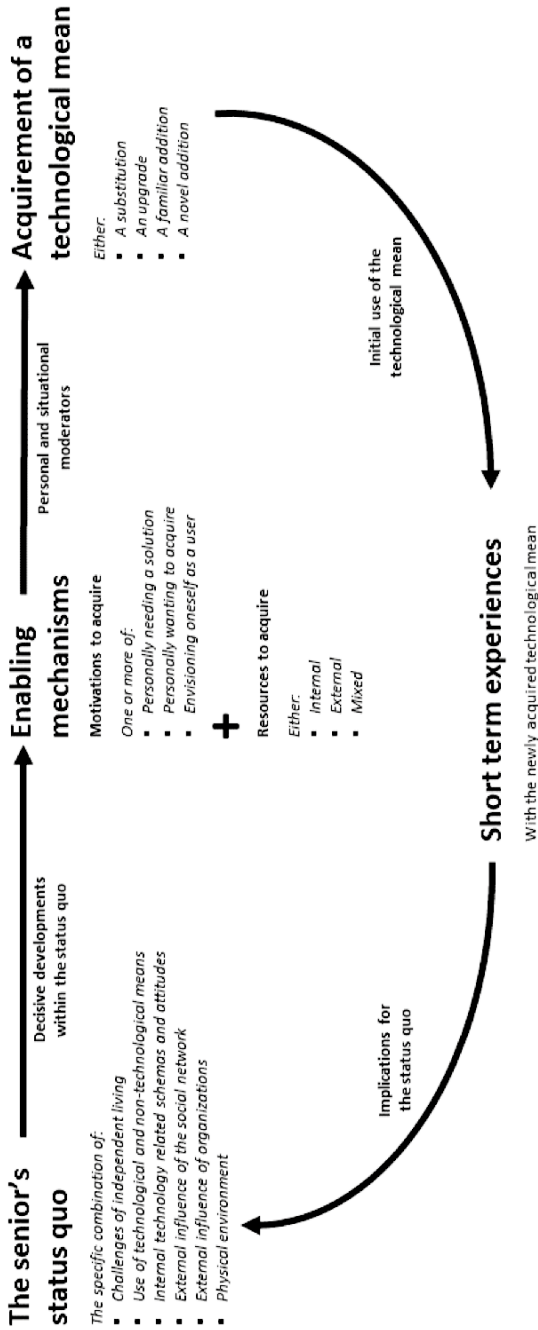 The senior's
status quo
The specific combination of:
▪ Challenges of independent living
▪ Use of technological and non-technological means
▪ Internal technology related schemas and attitudes
▪ External influence of the social network
▪ External influence of organizations
▪ Physical environment
Decisive developments
within the status quo
Enabling
mechanisms
Motivations to acquire
One or more of:
▪ Personally needing a solution
▪ Personally wanting to acquire
▪ Envisioning oneself as a user
+
Resources to acquire
Either:
▪ Internal
▪ External
▪ Mixed
Personal and situational
moderators
Acquirement of a
technological mean
Either:
▪ A substitution
▪ An upgrade
▪ A familiar addition
▪ A novel addition
Initial use of the
technological mean
Short term experiences
With the newly acquired technological mean
Implications for
the status quo